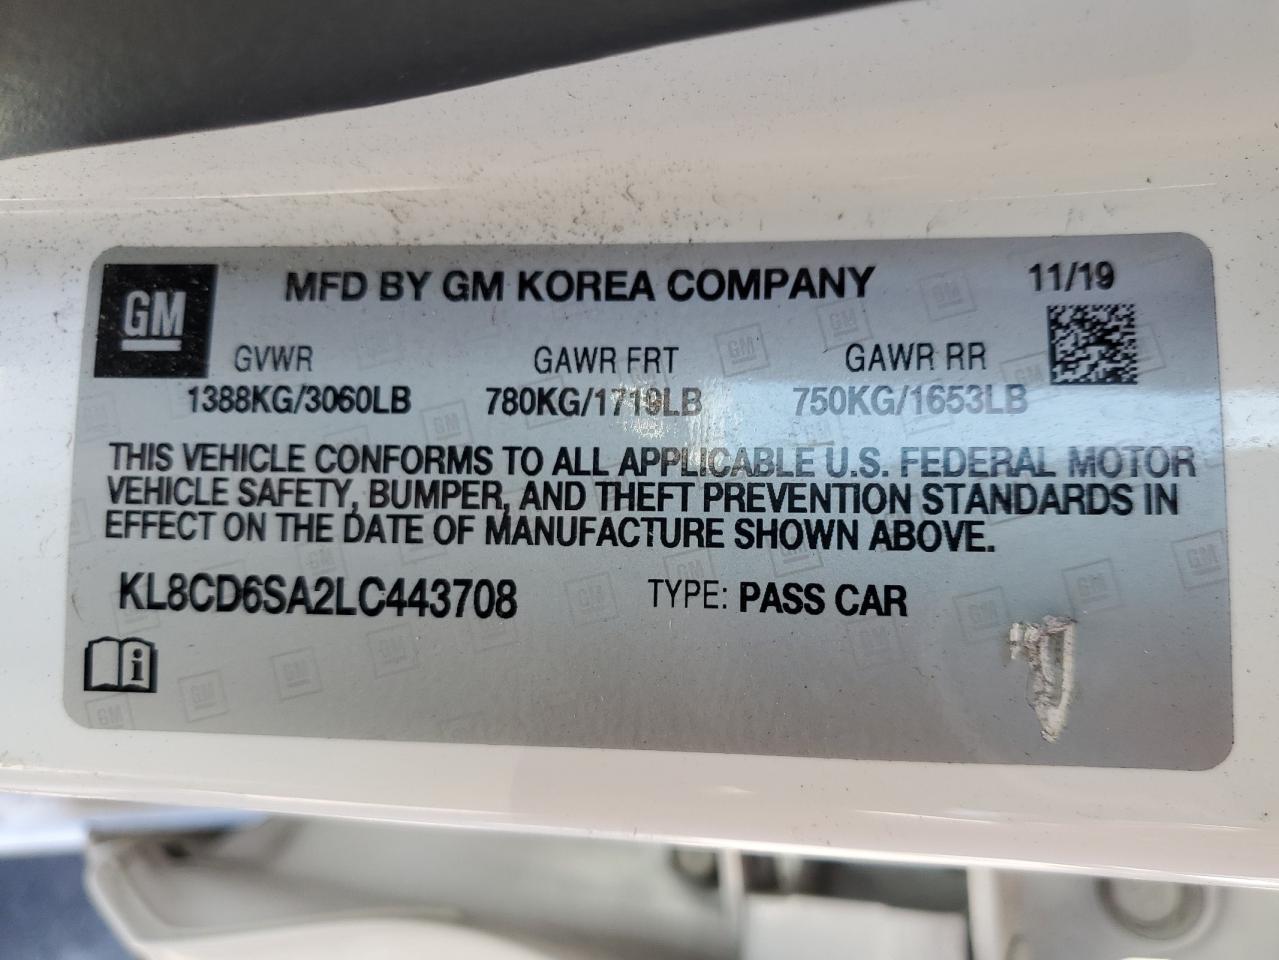 GM
MFD BY GM KOREA COMPANY 11/19
GVWR GAWR FRT GAWR RR
1388KG/3060LB 780KG/1719LB 750KG/1653LB
THIS VEHICLE CONFORMS TO ALL APPLICABLE U.S. FEDERAL MOTOR
VEHICLE SAFETY, BUMPER, AND THEFT PREVENTION STANDARDS IN
EFFECT ON THE DATE OF MANUFACTURE SHOWN ABOVE.
KL8CD6SA2LC443708 TYPE: PASS CAR